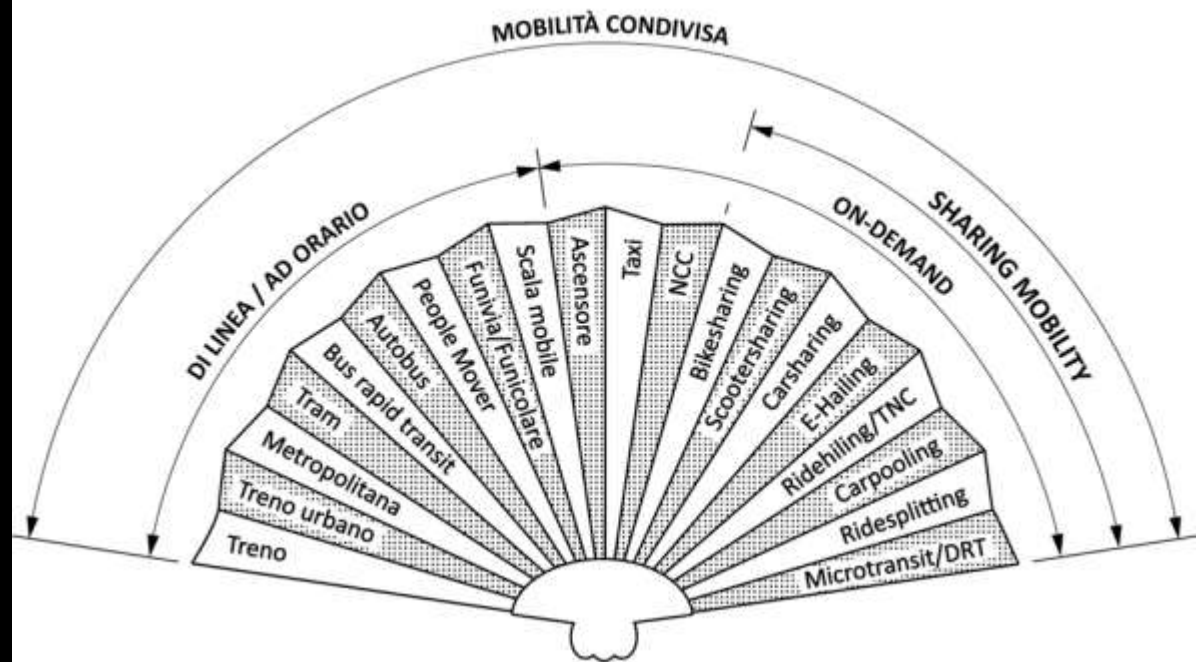 MOBILITÀ CONDIVISA
DI LINEA / AD ORARIO
ON-DEMAND
SHARING MOBILITY
Treno
Treno urbano
Metropolitana
Tram
Bus rapid transit
Autobus
People Mover
Funivia/Funicolare
Scala mobile
Ascensore
Taxi
NCC
Bikesharing
Scootersharing
Carsharing
E-Hailing
Ridehiling/TNC
Carpooling
Ridesplitting
Microtransit/DRT